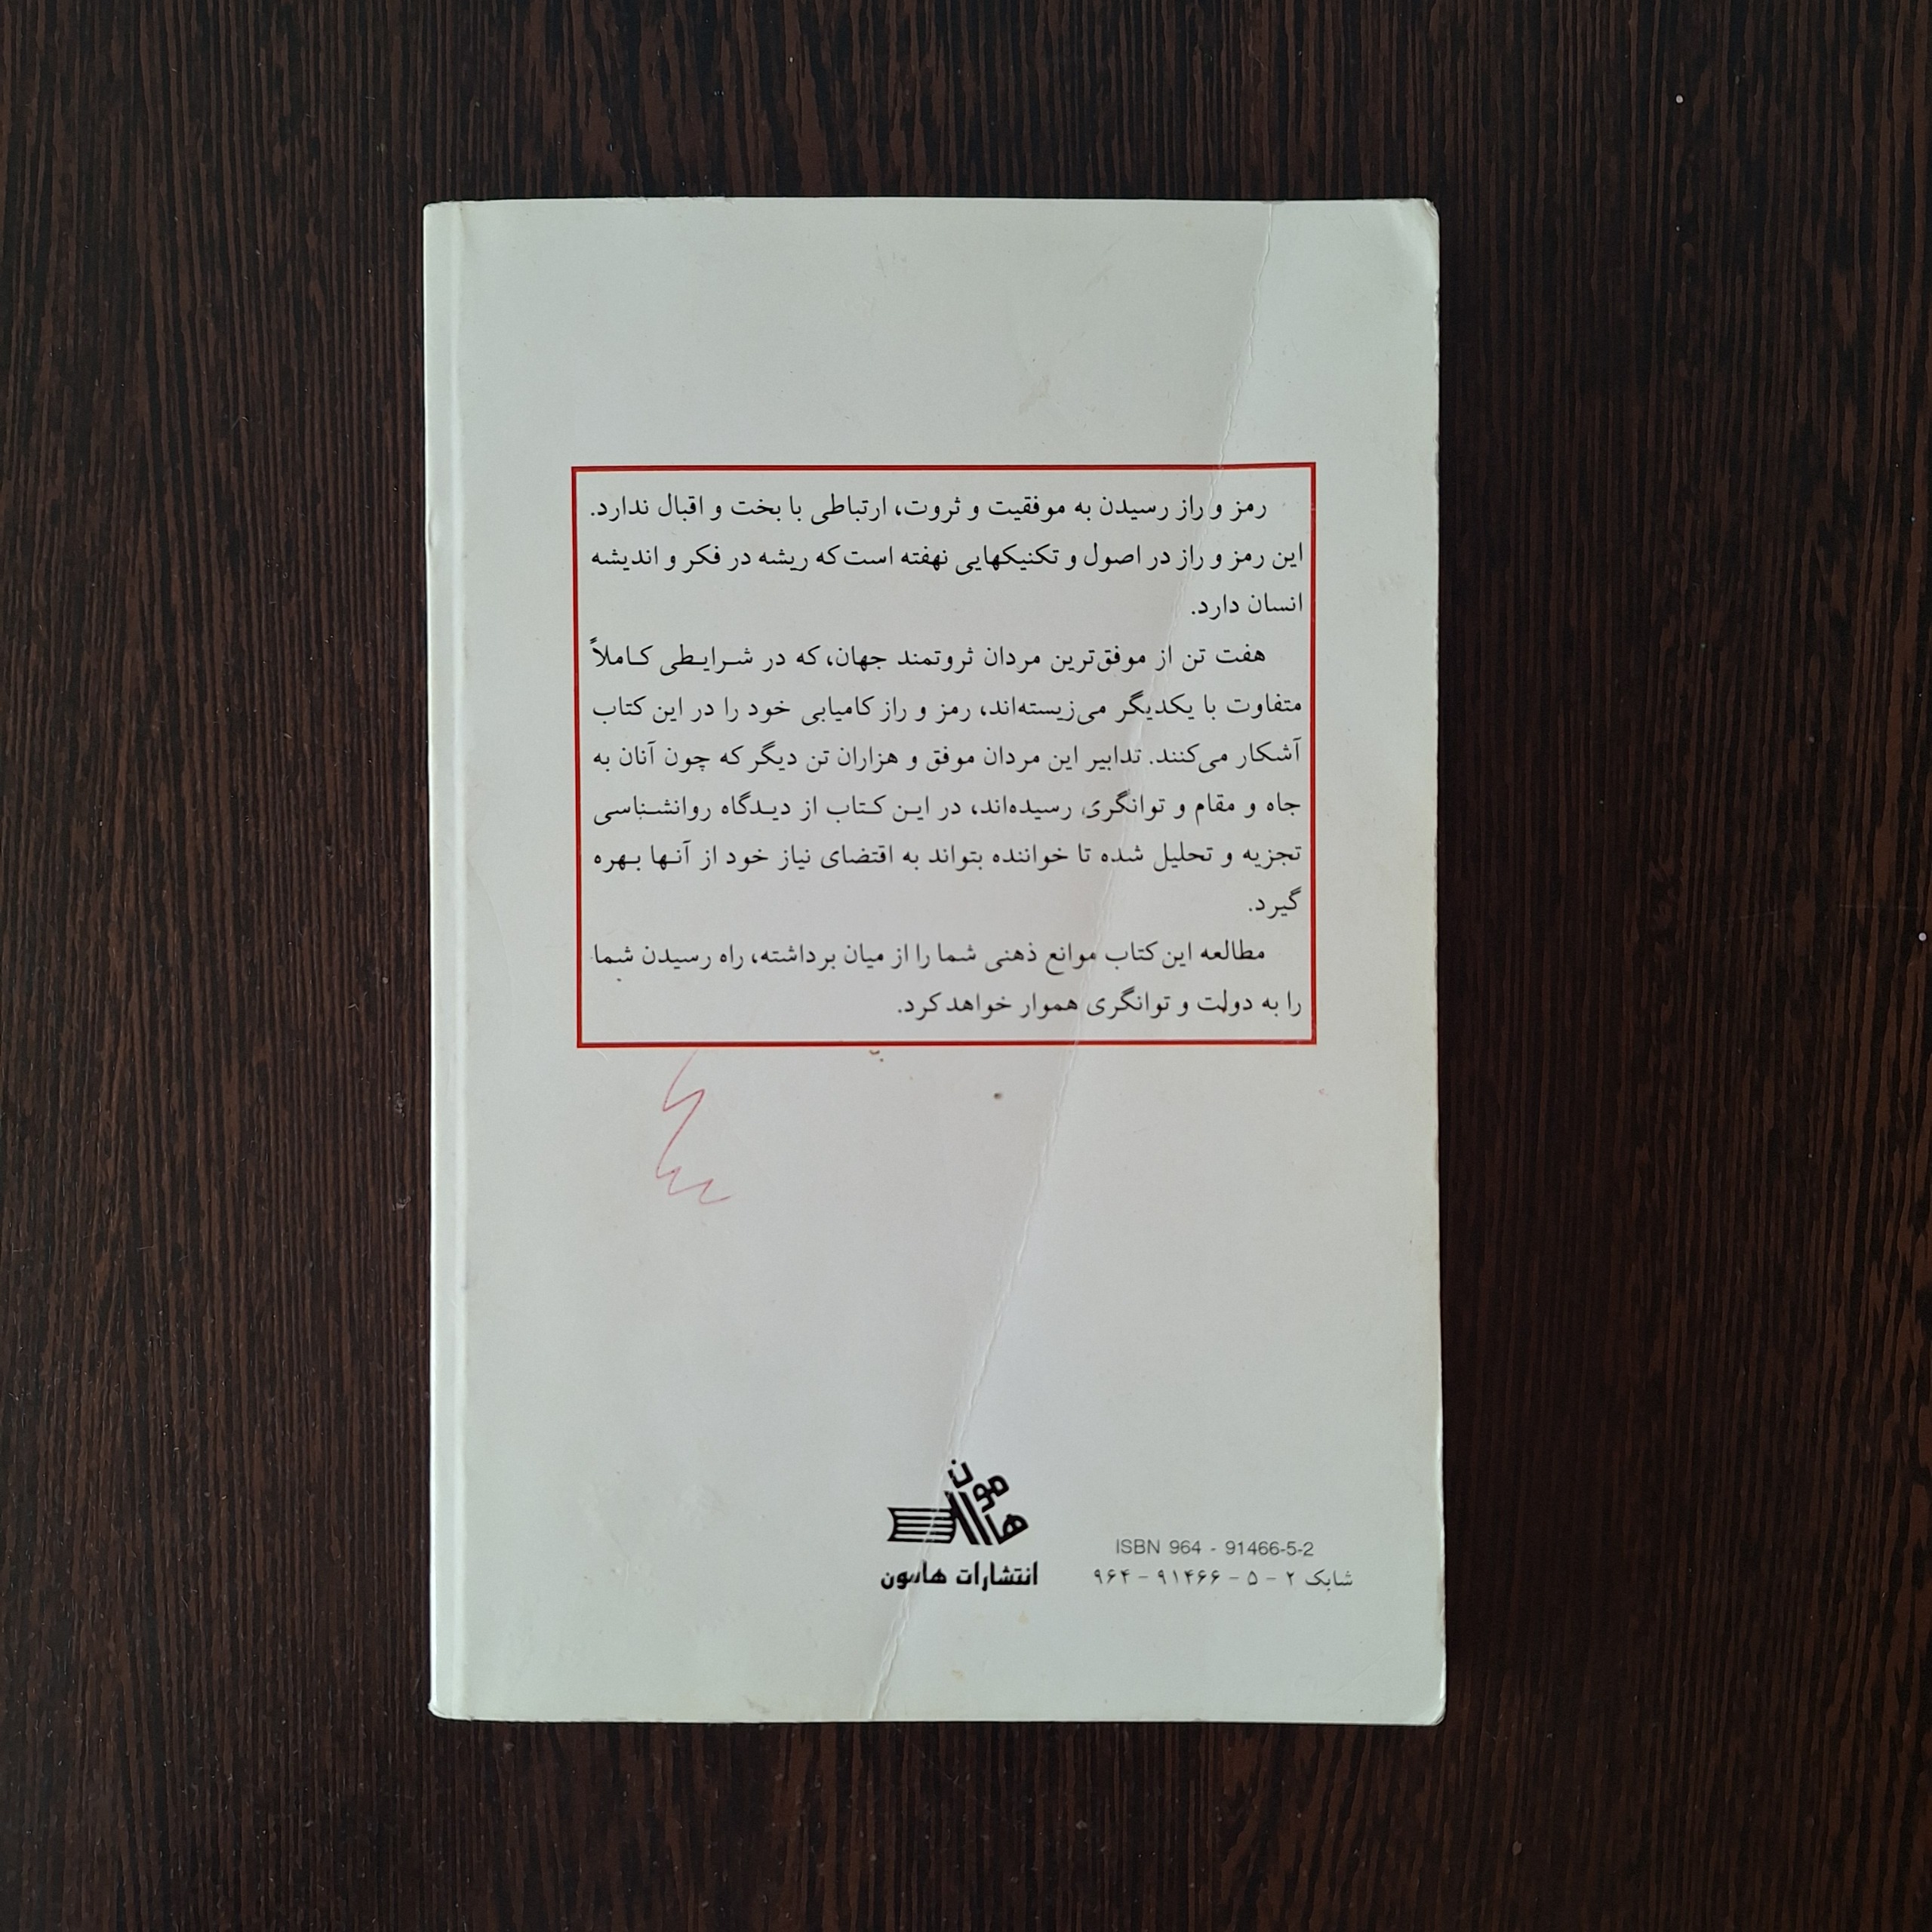 رمز و راز رسیدن به موفقیت و ثروت، ارتباطی با بخت و اقبال ندارد.
این رمز و راز در اصول و تکنیکهایی نهفته است که ریشه در فکر و اندیشه
انسان دارد.
هفت تن از موفق‌ترین مردان ثروتمند جهان، که در شرایطی کاملاً
متفاوت با یکدیگر می‌زیسته‌اند، رمز و راز کامیابی خود را در این کتاب
آشکار می‌کنند. تدابیر این مردان موفق و هزاران تن دیگر که چون آنان به
جاه و مقام و توانگری رسیده‌اند، در این کتاب از دیدگاه روانشناسی
تجزیه و تحلیل شده تا خواننده بتواند به اقتضای نیاز خود از آنها بهره
گیرد.
مطالعه این کتاب موانع ذهنی شما را از میان برداشته، راه رسیدن شما
را به دولت و توانگری هموار خواهد کرد.
هامون
انتشارات هامون
ISBN 964 - 91466-5-2
شابک ۲ - ۵ - ۹۱۴۶۶ - ۹۶۴